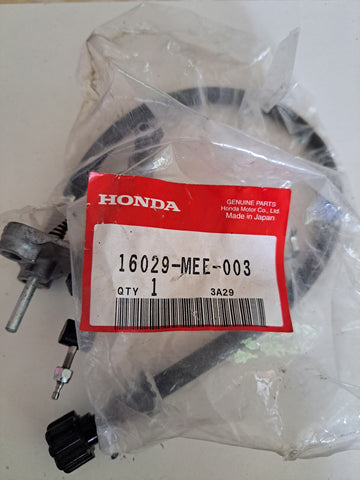 HONDA
GENUINE PARTS
Honda Motor Co., Ltd.
Made in Japan
16029-MEE-003
QTY 1 3A29